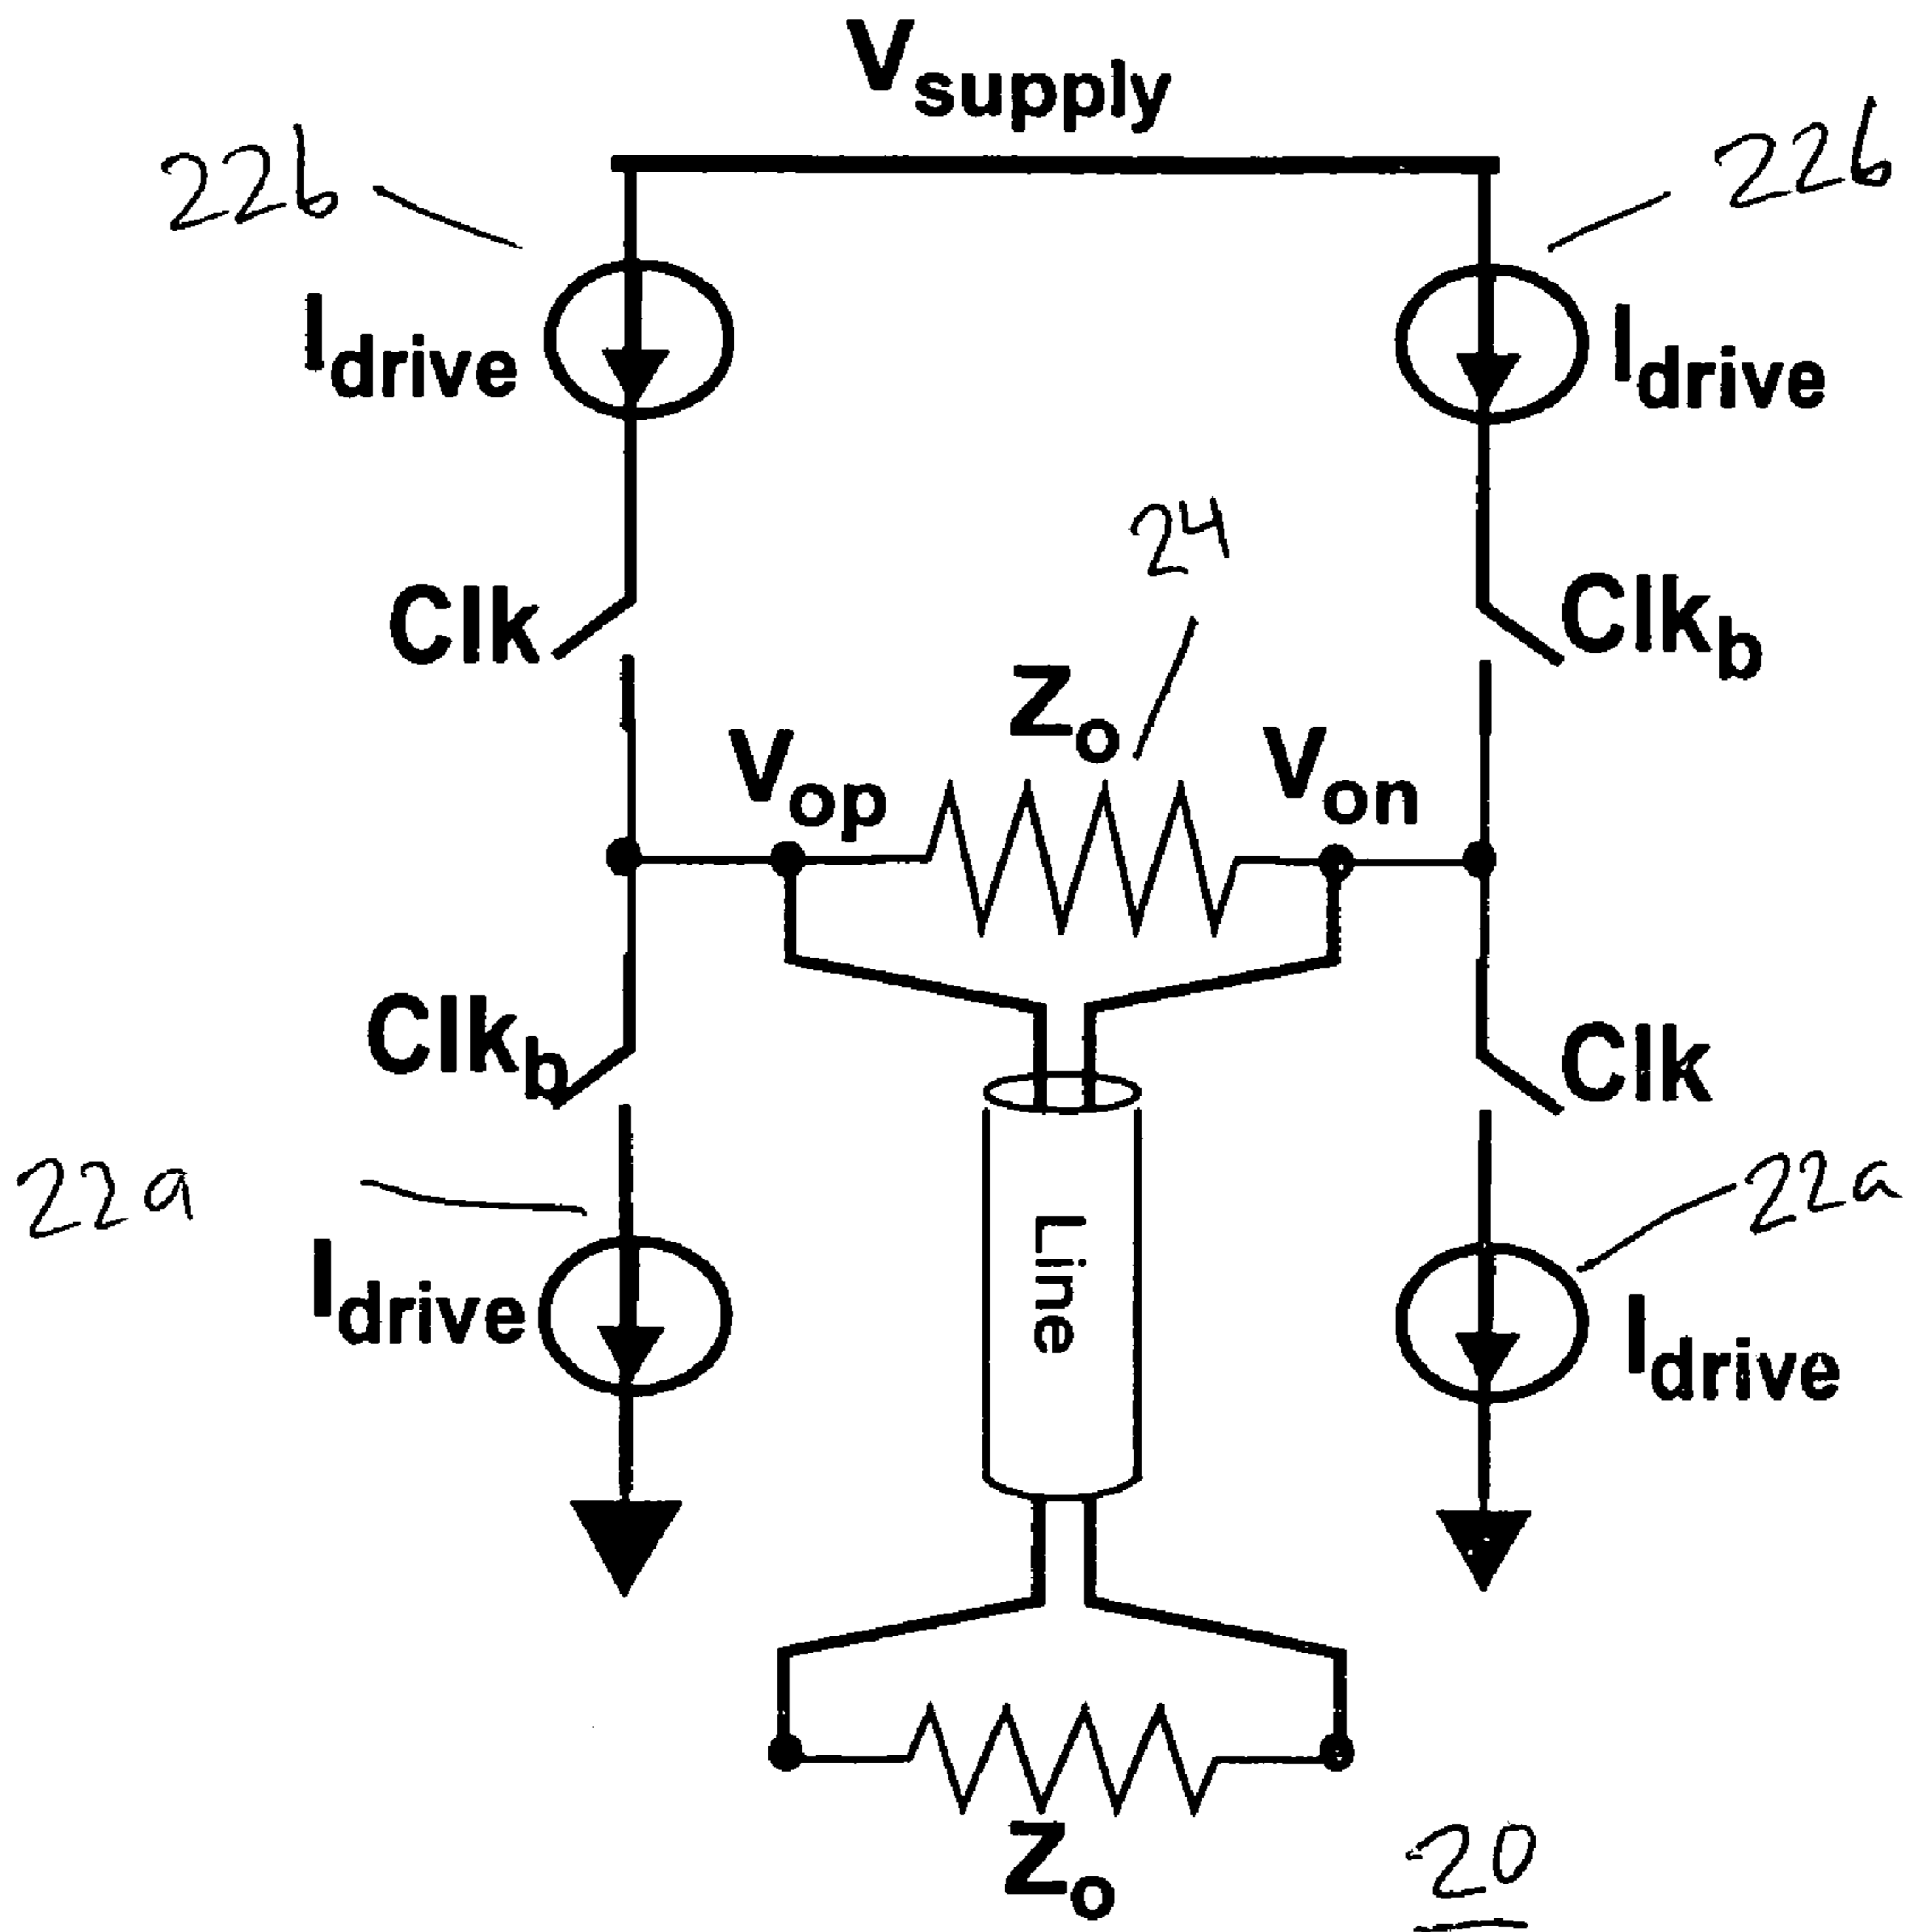 Vsupply
22b
22b
Idrive
Idrive
24
Clk
Clkb
Zo
Vop
Von
Clkb
Clk
22a
22a
Line
Idrive
Idrive
Zo
20